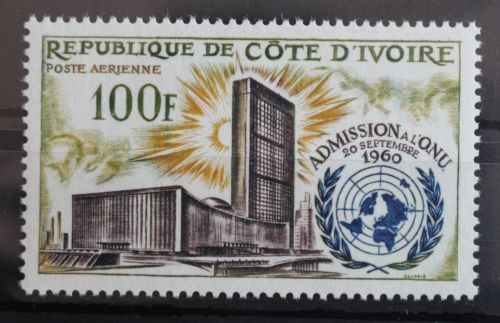 REPUBLIQUE DE CÔTE D'IVOIRE
POSTE AERIENNE
100F
ADMISSION A L'ONU
20 SEPTEMBRE
1960